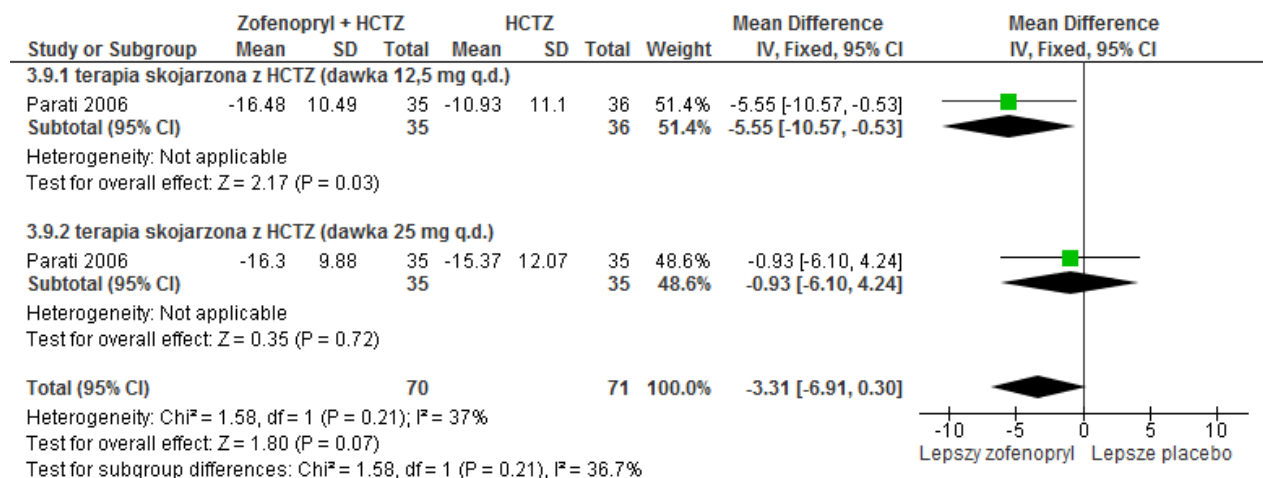 Zofenopryl + HCTZ HCTZ Mean Difference Mean Difference
Study or Subgroup Mean SD Total Mean SD Total Weight IV, Fixed, 95% CI IV, Fixed, 95% CI
3.9.1 terapia skojarzona z HCTZ (dawka 12,5 mg q.d.)
Parati 2006 -16.48 10.49 35 -10.93 11.1 36 51.4% -5.55 [-10.57, -0.53]
Subtotal (95% CI) 35 36 51.4% -5.55 [-10.57, -0.53]
Heterogeneity: Not applicable
Test for overall effect: Z = 2.17 (P = 0.03)
3.9.2 terapia skojarzona z HCTZ (dawka 25 mg q.d.)
Parati 2006 -16.3 9.88 35 -15.37 12.07 35 48.6% -0.93 [-6.10, 4.24]
Subtotal (95% CI) 35 35 48.6% -0.93 [-6.10, 4.24]
Heterogeneity: Not applicable
Test for overall effect: Z = 0.35 (P = 0.72)
Total (95% CI) 70 71 100.0% -3.31 [-6.91, 0.30]
Heterogeneity: Chi² = 1.58, df = 1 (P = 0.21); I² = 37%
Test for overall effect: Z = 1.80 (P = 0.07)
Test for subgroup differences: Chi² = 1.58, df = 1 (P = 0.21), I² = 36.7%
-10 -5 0 5 10
Lepszy zofenopryl Lepsze placebo